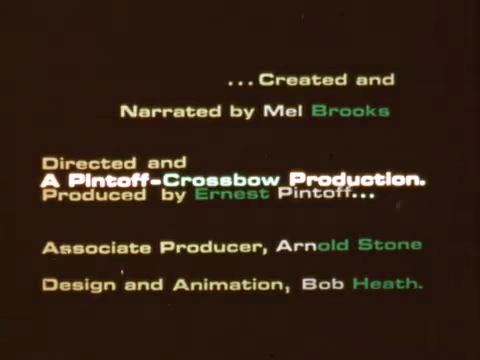 ...Created and
Narrated by Mel Brooks
Directed and
A Pintoff-Crossbow Production.
Produced by Ernest Pintoff...
Associate Producer, Arnold Stone
Design and Animation, Bob Heath.